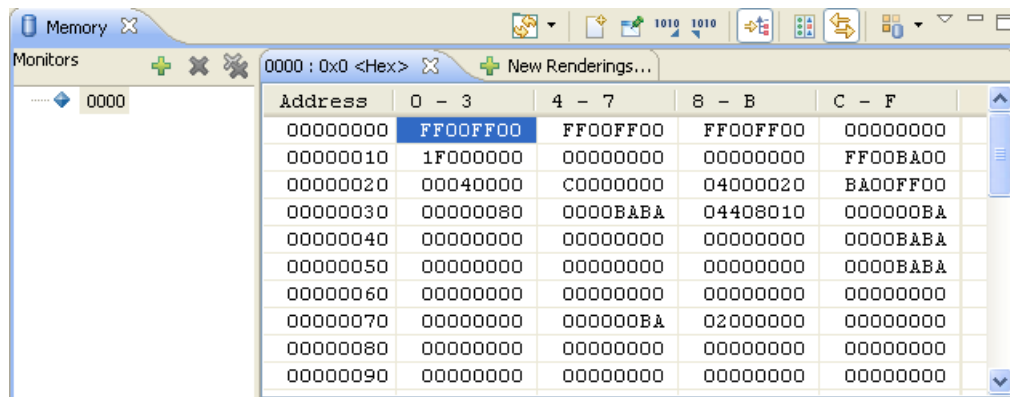 Memory
1010 1010
Monitors
0000 : 0x0 <Hex> New Renderings...
0000
Address 0 - 3 4 - 7 8 - B C - F
00000000 FF00FF00 FF00FF00 FF00FF00 00000000
00000010 1F000000 00000000 00000000 FF00BA00
00000020 00040000 C0000000 04000020 BA00FF00
00000030 00000080 0000BABA 04408010 000000BA
00000040 00000000 00000000 00000000 0000BABA
00000050 00000000 00000000 00000000 0000BABA
00000060 00000000 00000000 00000000 00000000
00000070 00000000 000000BA 02000000 00000000
00000080 00000000 00000000 00000000 00000000
00000090 00000000 00000000 00000000 00000000